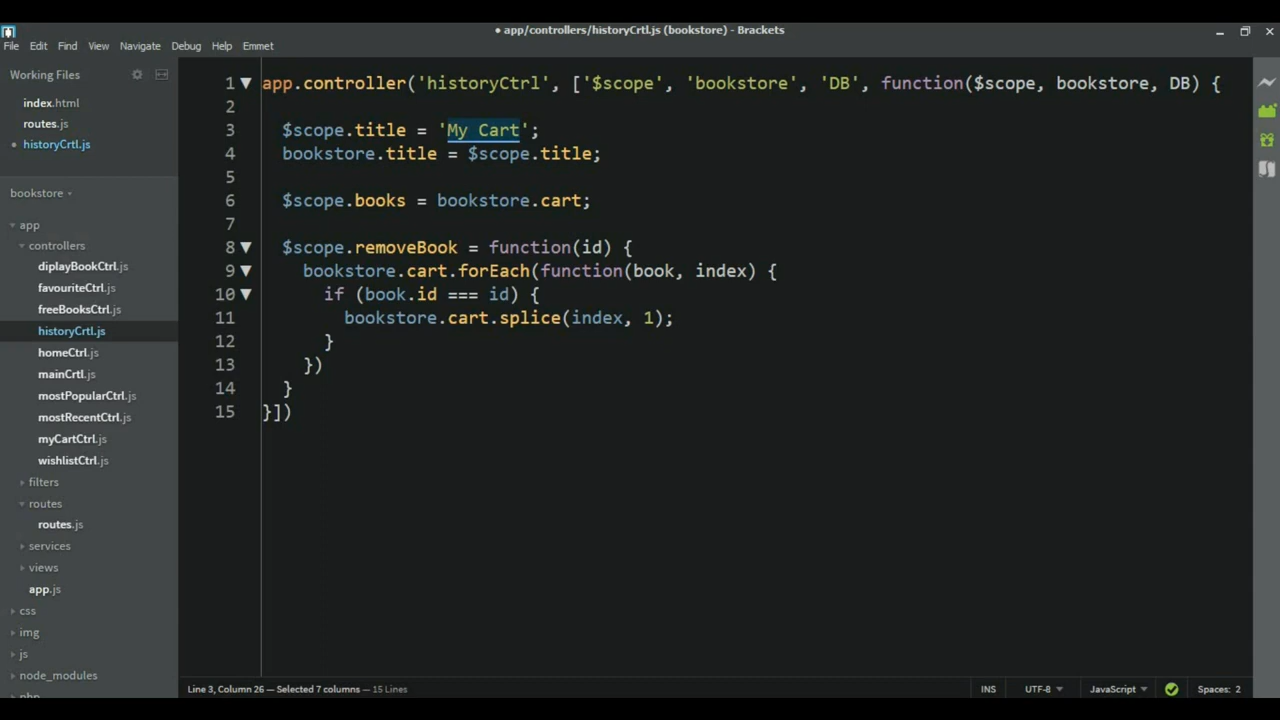 • app/controllers/historyCrtl.js (bookstore) - Brackets
File Edit Find View Navigate Debug Help Emmet
Working Files
index.html
routes.js
• historyCrtl.js
bookstore
app
controllers
diplayBookCtrl.js
favouriteCtrl.js
freeBooksCtrl.js
historyCrtl.js
homeCtrl.js
mainCrtl.js
mostPopularCtrl.js
mostRecentCtrl.js
myCartCtrl.js
wishlistCtrl.js
filters
routes
routes.js
services
views
app.js
css
img
js
node_modules
php
1 app.controller('historyCtrl', ['$scope', 'bookstore', 'DB', function($scope, bookstore, DB) {
2
3 $scope.title = 'My Cart';
4 bookstore.title = $scope.title;
5
6 $scope.books = bookstore.cart;
7
8 $scope.removeBook = function(id) {
9 bookstore.cart.forEach(function(book, index) {
10 if (book.id === id) {
11 bookstore.cart.splice(index, 1);
12 }
13 })
14 }
15 }])
Line 3, Column 26 — Selected 7 columns — 15 Lines
INS UTF-8 JavaScript Spaces: 2